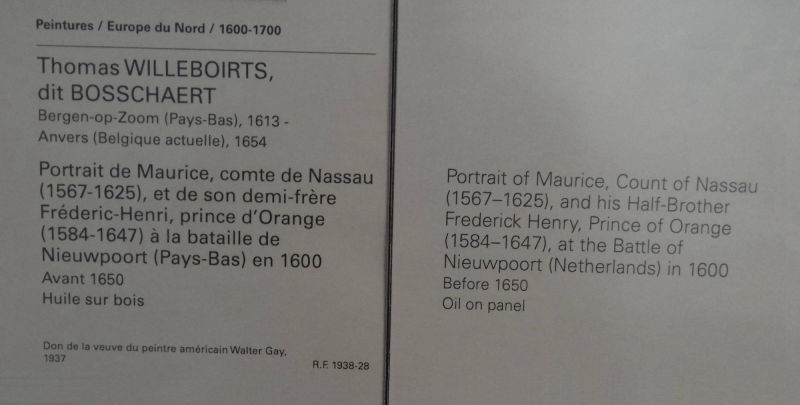 Peintures / Europe du Nord / 1600-1700
Thomas WILLEBOIRTS,
dit BOSSCHAERT
Bergen-op-Zoom (Pays-Bas), 1613 -
Anvers (Belgique actuelle), 1654
Portrait de Maurice, comte de Nassau
(1567-1625), et de son demi-frère
Fréderic-Henri, prince d'Orange
(1584-1647) à la bataille de
Nieuwpoort (Pays-Bas) en 1600
Avant 1650
Huile sur bois
Don de la veuve du peintre américain Walter Gay,
1937
R.F. 1938-28
Portrait of Maurice, Count of Nassau
(1567–1625), and his Half-Brother
Frederick Henry, Prince of Orange
(1584–1647), at the Battle of
Nieuwpoort (Netherlands) in 1600
Before 1650
Oil on panel